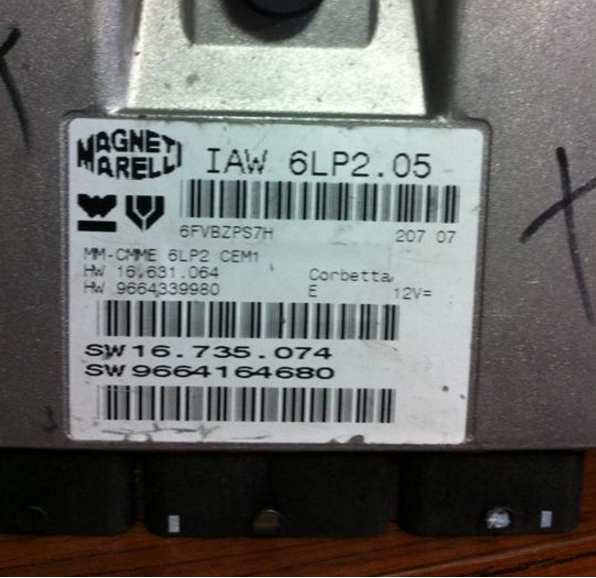 MAGNETI MARELLI
IAW 6LP2.05
6FVBZPS7H 207 07
MM-CMME 6LP2 CEM1
HW 16.631.064 Corbetta
HW 9664339980 E 12V=
SW 16.735.074
SW 9664164680
X